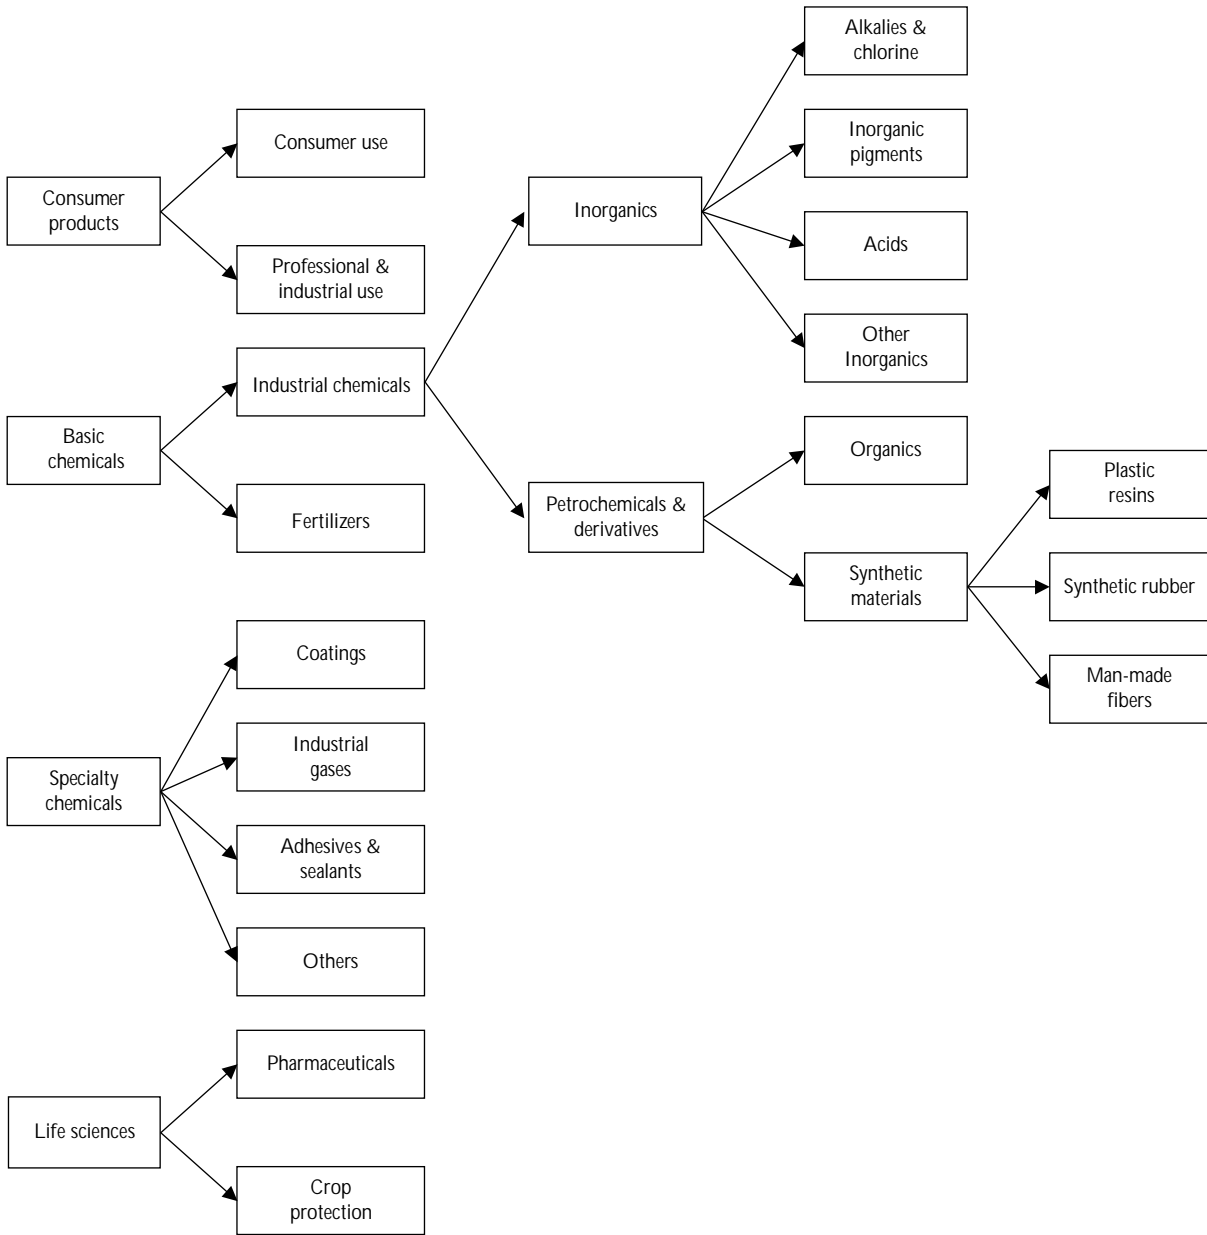 Consumer
products
Consumer use
Professional &
industrial use
Basic
chemicals
Industrial chemicals
Fertilizers
Inorganics
Alkalies &
chlorine
Inorganic
pigments
Acids
Other
Inorganics
Petrochemicals &
derivatives
Organics
Synthetic
materials
Plastic
resins
Synthetic rubber
Man-made
fibers
Specialty
chemicals
Coatings
Industrial
gases
Adhesives &
sealants
Others
Life sciences
Pharmaceuticals
Crop
protection